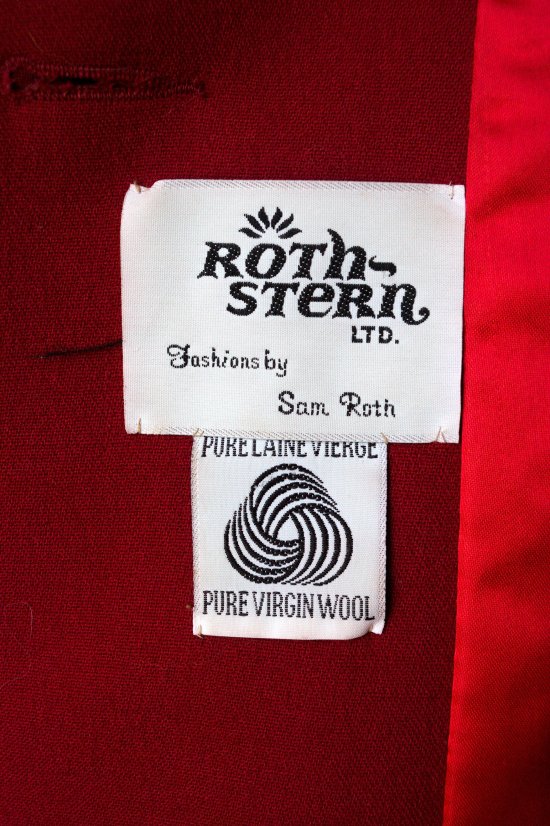 ROTH-
STERN
LTD.
Fashions by
Sam Roth
PURE LAINE VIERGE
PURE VIRGIN WOOL